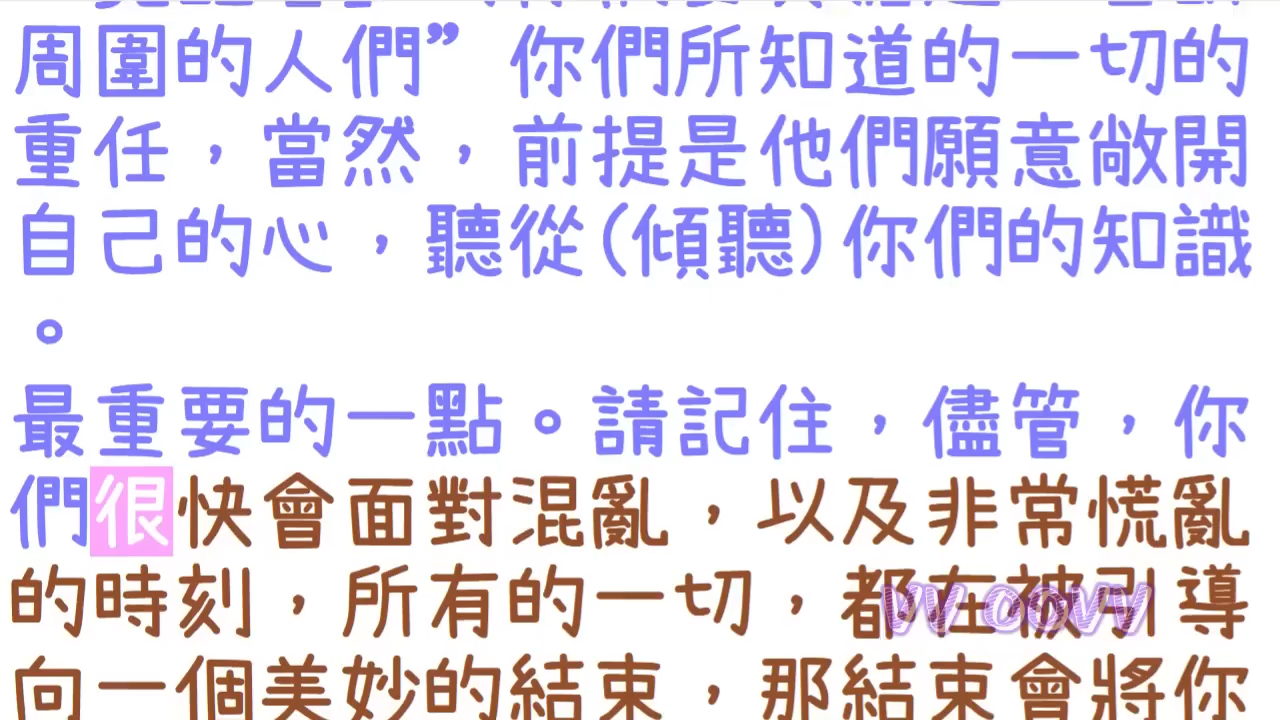 周圍的人們”你們所知道的一切的
重任，當然，前提是他們願意敞開
自己的心，聽從(傾聽)你們的知識
。
最重要的一點。請記住，儘管，你
們很快會面對混亂，以及非常慌亂
的時刻，所有的一切，都在被引導
向一個美妙的結束，那結束會將你